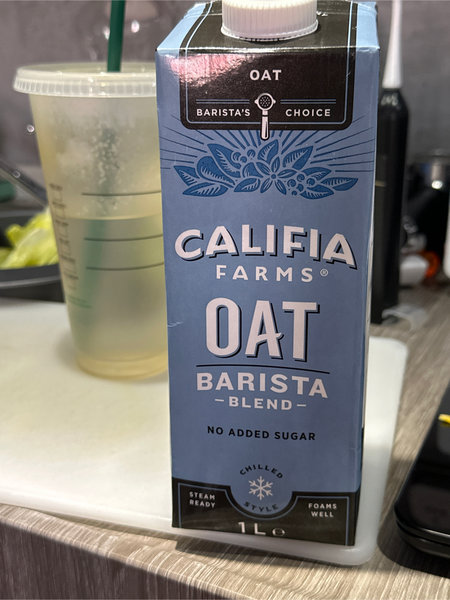 OAT
BARISTA'S CHOICE
CALIFIA
FARMS®
OAT
BARISTA
-BLEND-
NO ADDED SUGAR
CHILLED
STYLE
STEAM
READY
FOAMS
WELL
1L℮